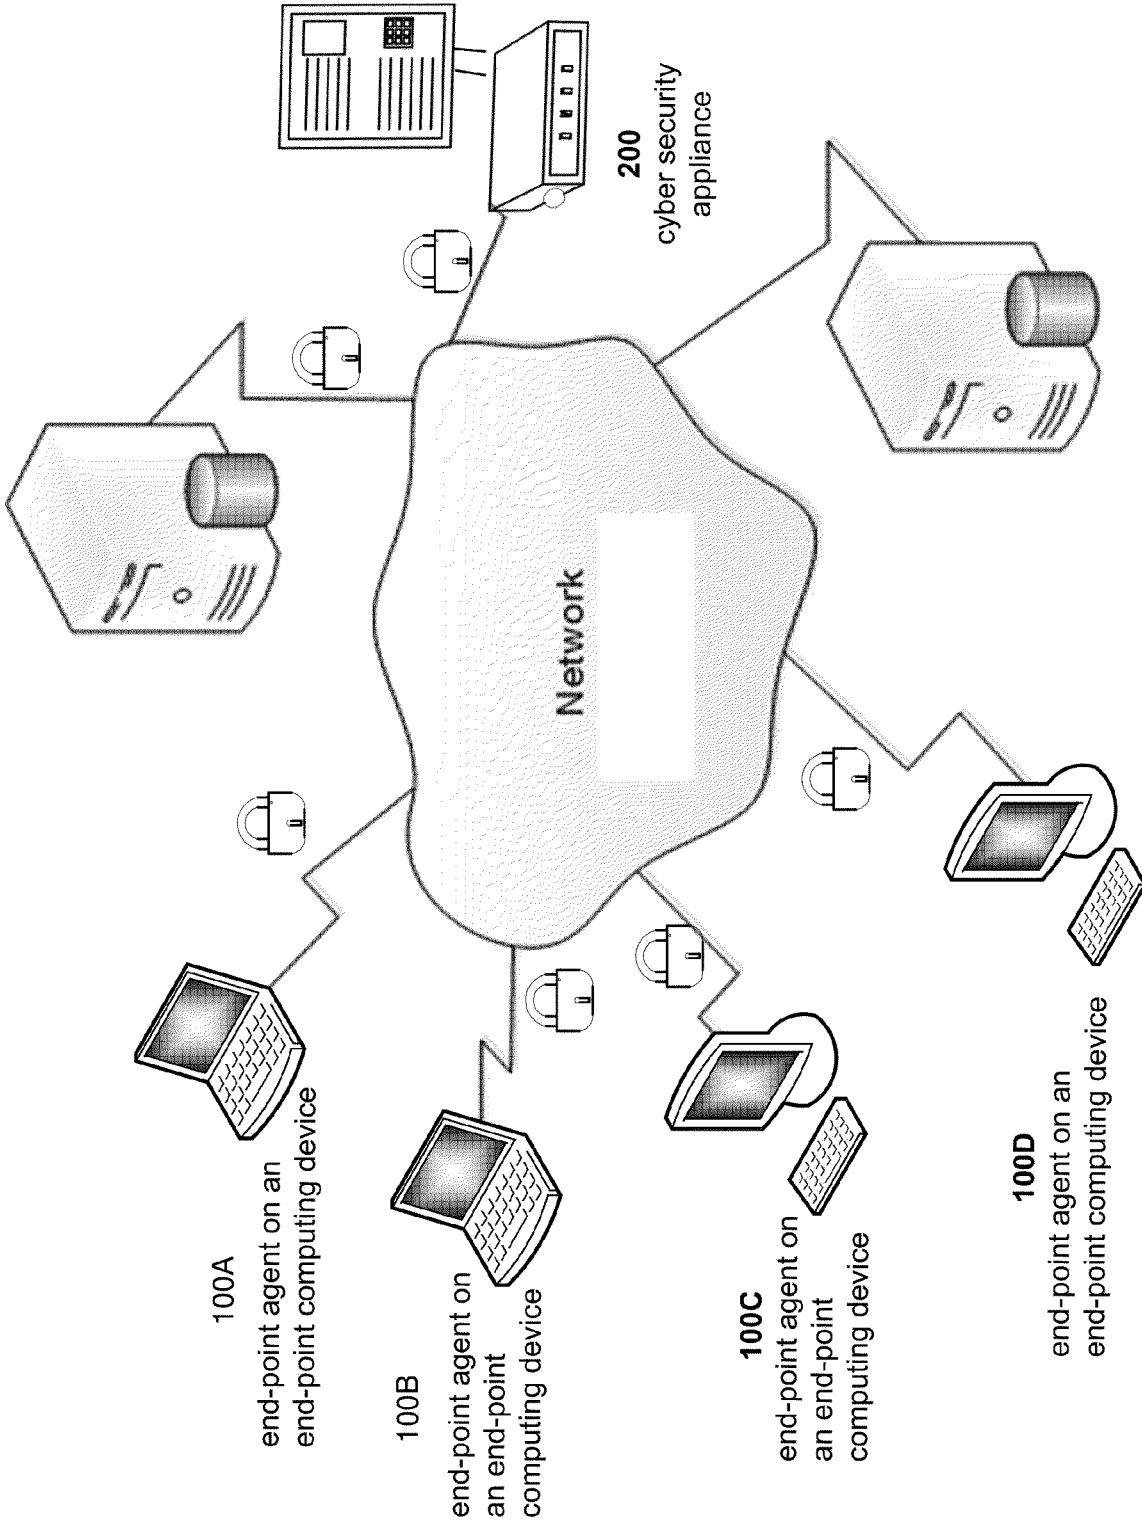 100A
end-point agent on an
end-point computing device
100B
end-point agent on
an end-point
computing device
100C
end-point agent on
an end-point
computing device
100D
end-point agent on an
end-point computing device
Network
200
cyber security
appliance